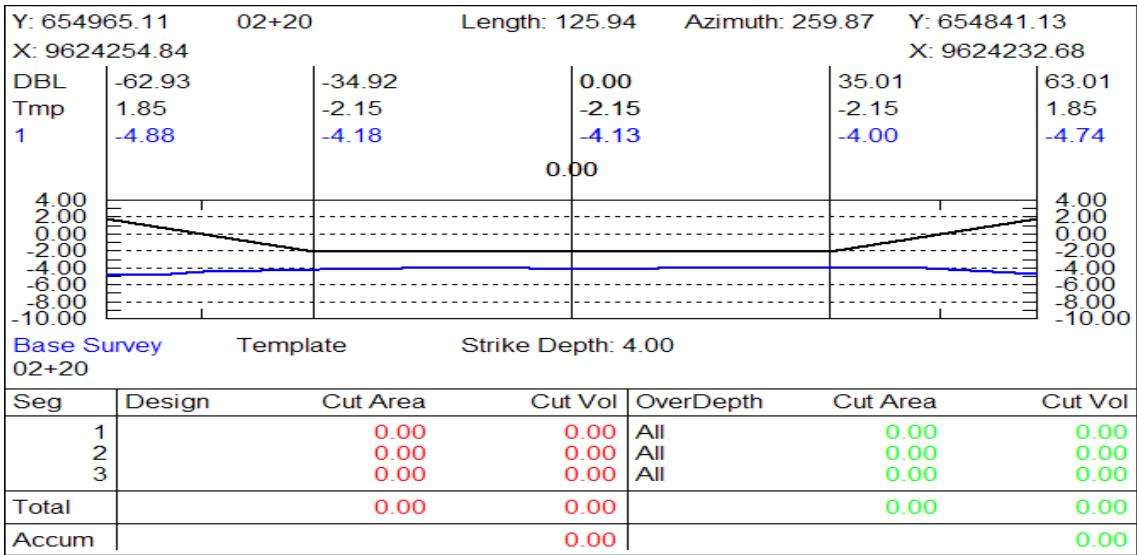 Y: 654965.11 02+20 Length: 125.94 Azimuth: 259.87 Y: 654841.13
X: 9624254.84 X: 9624232.68
DBL -62.93 -34.92 0.00 35.01 63.01
Tmp 1.85 -2.15 -2.15 -2.15 1.85
1 -4.88 -4.18 -4.13 -4.00 -4.74
0.00
4.00 4.00
2.00 2.00
0.00 0.00
-2.00 -2.00
-4.00 -4.00
-6.00 -6.00
-8.00 -8.00
-10.00 -10.00
Base Survey Template Strike Depth: 4.00
02+20
Seg Design Cut Area Cut Vol OverDepth Cut Area Cut Vol
1 0.00 0.00 All 0.00 0.00
2 0.00 0.00 All 0.00 0.00
3 0.00 0.00 All 0.00 0.00
Total 0.00 0.00 0.00 0.00
Accum 0.00 0.00